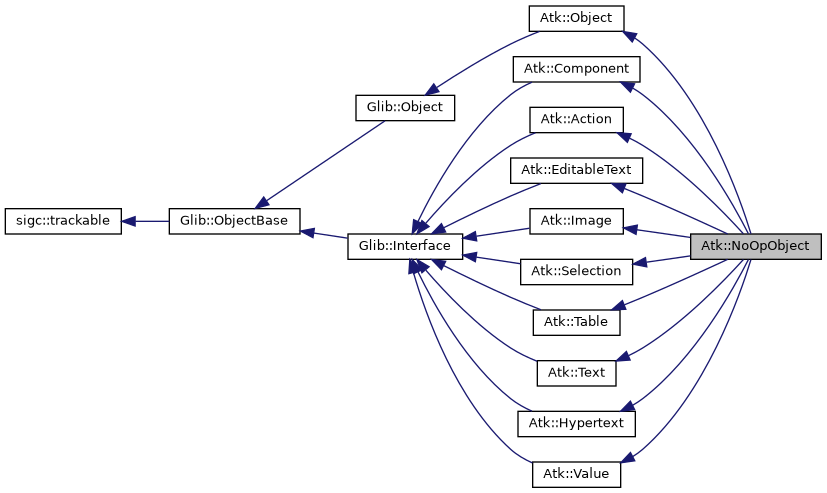 Atk::Object
Atk::Component
Glib::Object
Atk::Action
Atk::EditableText
sigc::trackable
Glib::ObjectBase
Atk::Image
Glib::Interface
Atk::NoOpObject
Atk::Selection
Atk::Table
Atk::Text
Atk::Hypertext
Atk::Value